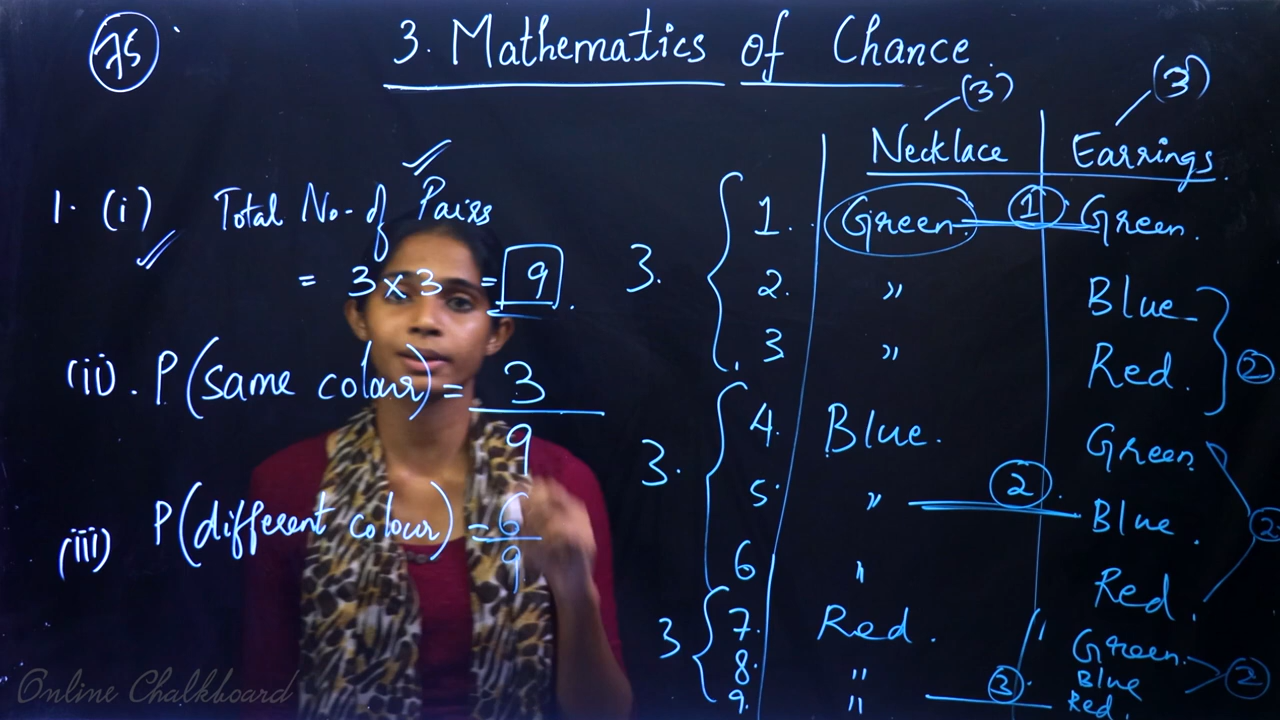 75
3. Mathematics of Chance.
1. (i) Total No. of Pairs
= 3 × 3 = 9.
(ii). P(same colour) = 3/9
(iii) P(different colour) = 6/9
(3) (3)
Necklace Earrings.
3. 1. Green. 1 Green.
2. " Blue
3 " Red. 2
3. 4. Blue. Green
5. " 2. Blue. 2
6 " Red.
3 7. Red. Green.
8. " Blue 2
9. " 3. Red.
Online Chalkboard